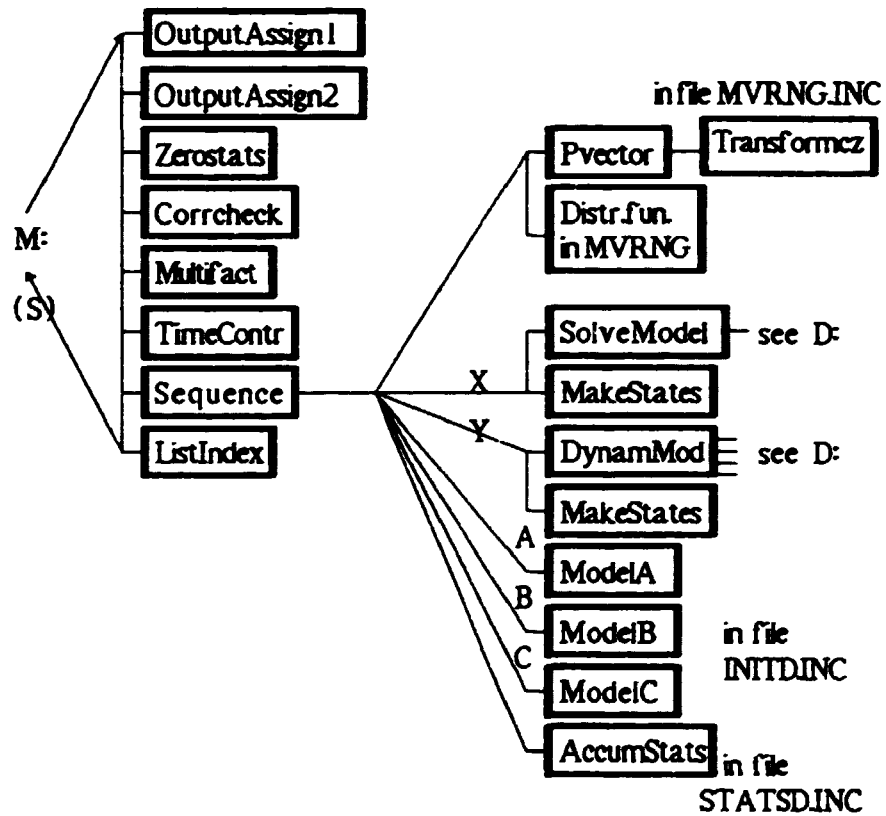 OutputAssign1
OutputAssign2
Zerostats
Corrcheck
Multifact
TimeContr
Sequence
ListIndex
M:
(S)
in file MVRNG.INC
Pvector
Transformcz
Distr.fun.
in MVRNG
X
SolveModel
see D:
MakeStates
Y
DynamMod
see D:
MakeStates
A
ModelA
B
ModelB
in file
INITD.INC
C
ModelC
AccumStats
in file
STATSD.INC